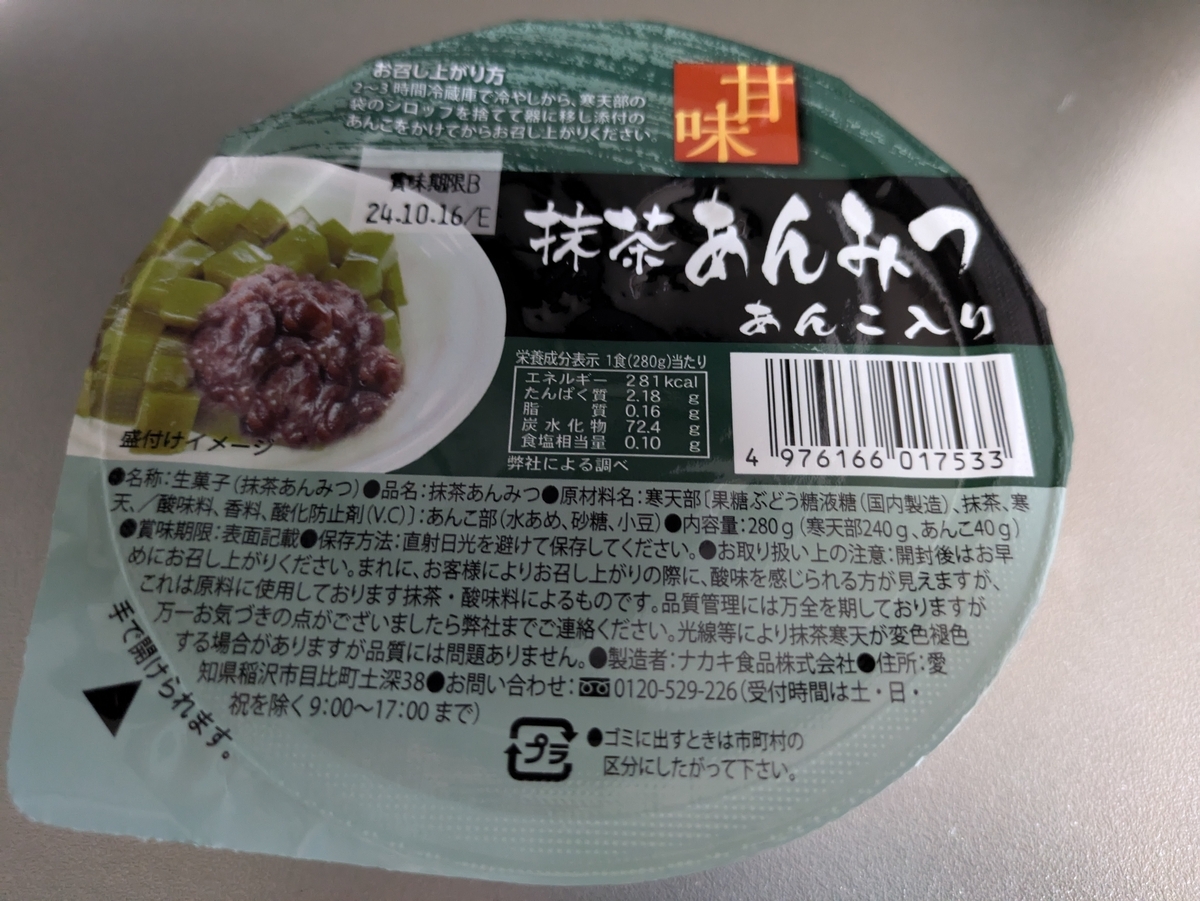 お召し上がり方
2〜3時間冷蔵庫で冷やしから、寒天部の
袋のシロップを捨てて器に移し添付の
あんこをかけてからお召し上がりください
甘味
賞味期限B
24.10.16/E
抹茶あんみつ
あんこ入り
盛付けイメージ
栄養成分表示 1食(280g)当たり
エネルギー 281kcal
たんぱく質 2.18 g
脂質 0.16 g
炭水化物 72.4 g
食塩相当量 0.10 g
弊社による調べ
4 976166 017533
●名称:生菓子(抹茶あんみつ)●品名:抹茶あんみつ●原材料名:寒天部〔果糖ぶどう糖液糖(国内製造)、抹茶、寒
天、/酸味料、香料、酸化防止剤(V.C)〕:あんこ部(水あめ、砂糖、小豆)●内容量:280g(寒天部240g、あんこ40g)
●賞味期限:表面記載●保存方法:直射日光を避けて保存してください。●お取り扱い上の注意:開封後はお早
めにお召し上がりください。まれに、お客様によりお召し上がりの際に、酸味を感じられる方が見えますが、
これは原料に使用しております抹茶・酸味料によるものです。品質管理には万全を期しておりますが
万一お気づきの点がございましたら弊社までご連絡ください。光線等により抹茶寒天が変色褪色
する場合がありますが品質には問題ありません。●製造者:ナカキ食品株式会社●住所:愛
知県稲沢市目比町土深38●お問い合わせ:0120-529-226(受付時間は土・日・
祝を除く9:00〜17:00まで)
手で開けられます。
プラ
●ゴミに出すときは市町村の
区分にしたがって下さい。